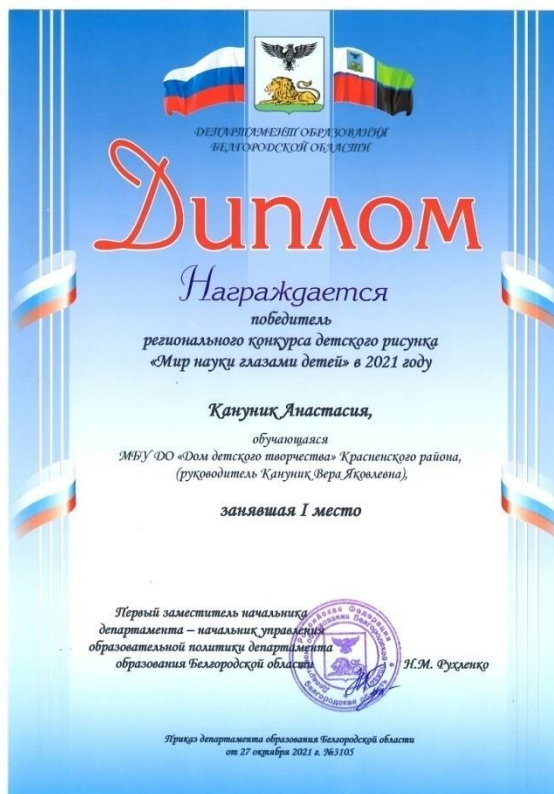 ДЕПАРТАМЕНТ ОБРАЗОВАНИЯ
БЕЛГОРОДСКОЙ ОБЛАСТИ
Диплом
Награждается
победитель
регионального конкурса детского рисунка
«Мир науки глазами детей» в 2021 году
Кануник Анастасия,
обучающаяся
МБУ ДО «Дом детского творчества» Красненского района,
(руководитель Кануник Вера Яковлевна),
занявшая I место
Первый заместитель начальника
департамента – начальник управления
образовательной политики департамента
образования Белгородской области
Н.М. Рухленко
Российская Федерация
Приказ департамента образования Белгородской области
от 27 октября 2021 г. №3105